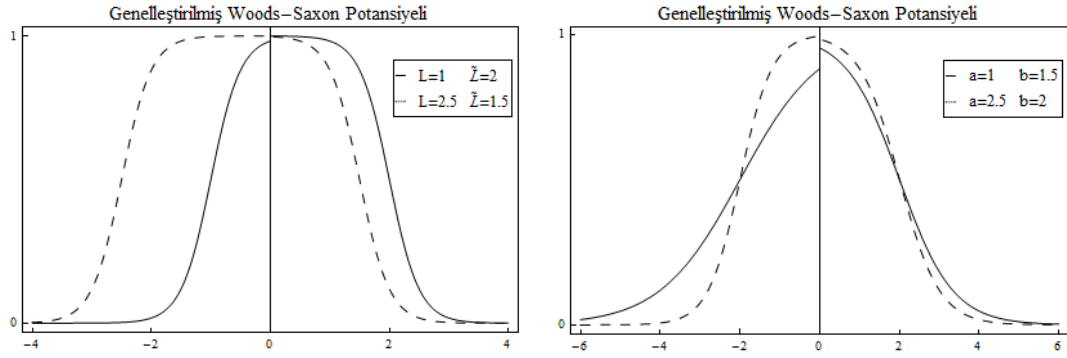 Genelleştirilmiş Woods−Saxon Potansiyeli
1
0
L=1 L̃=2
L=2.5 L̃=1.5
−4 −2 0 2 4
Genelleştirilmiş Woods−Saxon Potansiyeli
1
0
a=1 b=1.5
a=2.5 b=2
−6 −4 −2 0 2 4 6